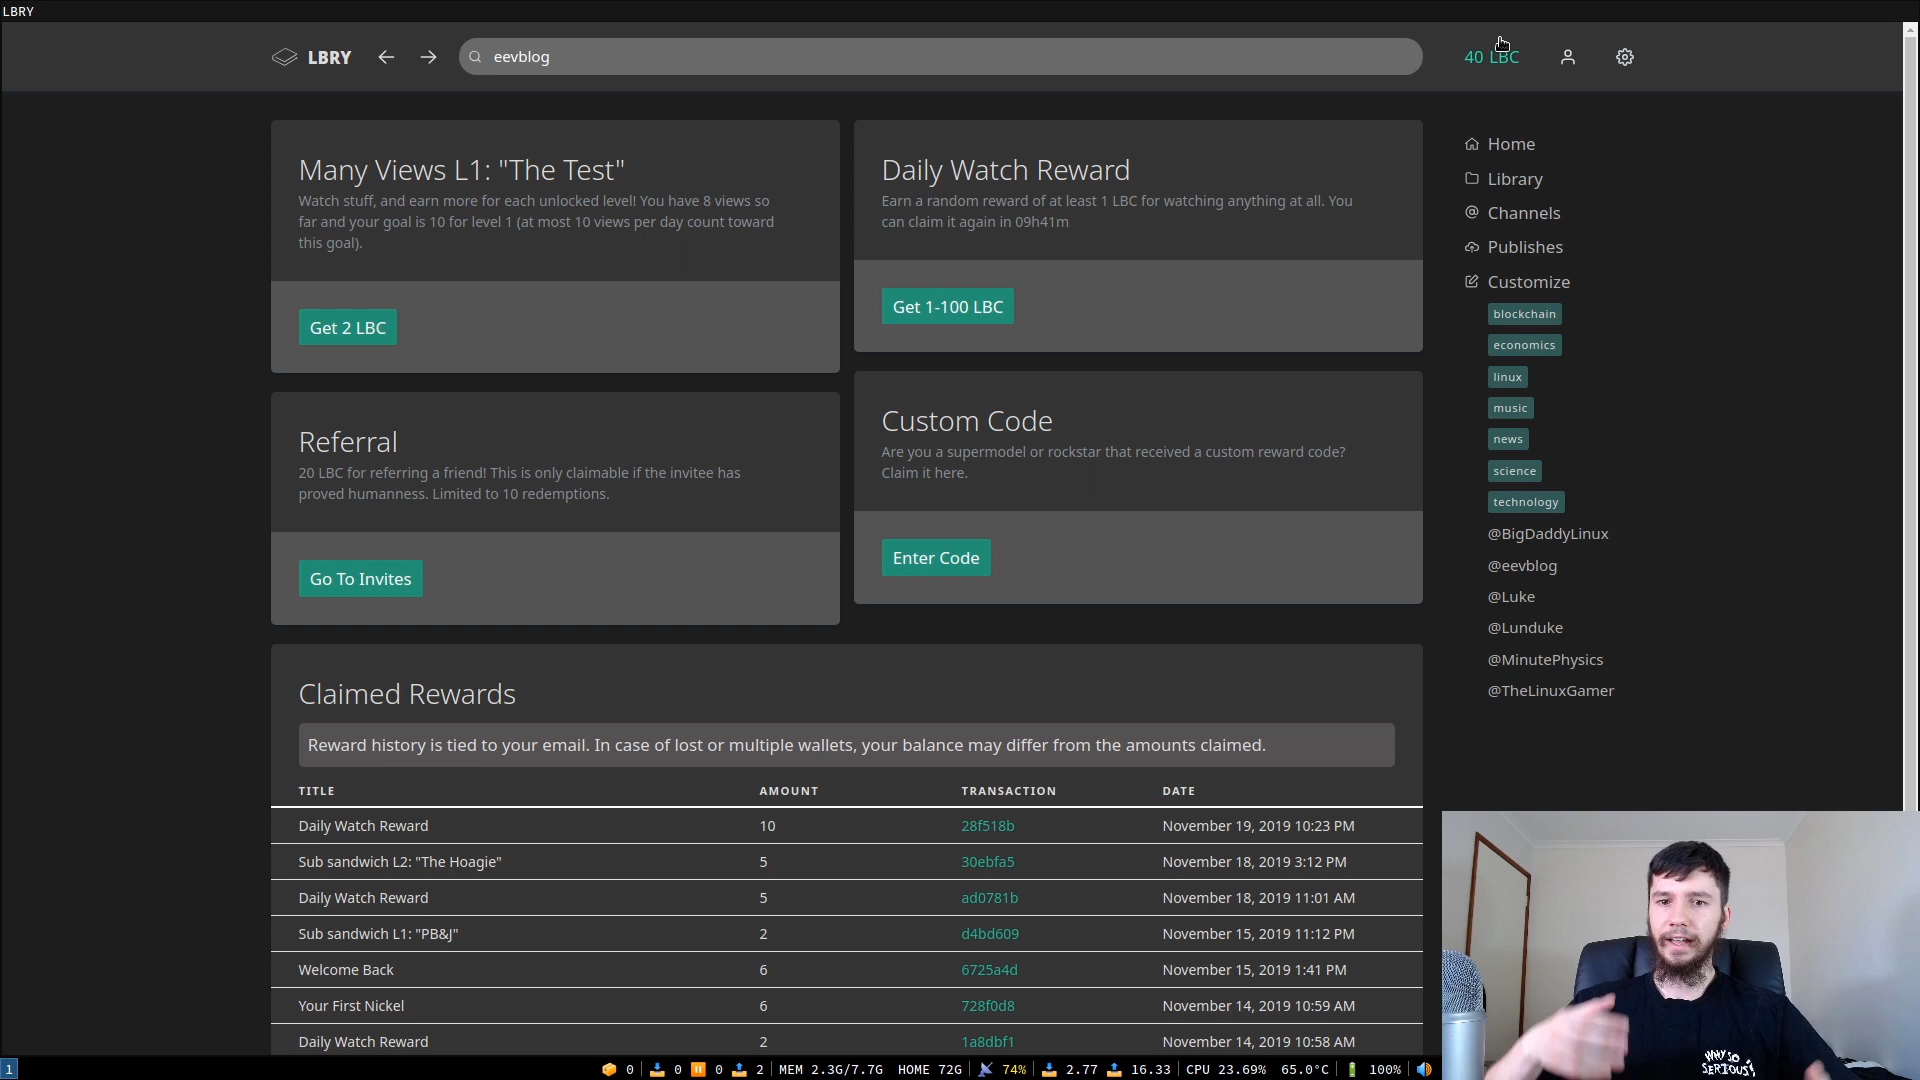 LBRY
LBRY
eevblog
40 LBC
Many Views L1: "The Test"
Watch stuff, and earn more for each unlocked level! You have 8 views so
far and your goal is 10 for level 1 (at most 10 views per day count toward
this goal).
Get 2 LBC
Daily Watch Reward
Earn a random reward of at least 1 LBC for watching anything at all. You
can claim it again in 09h41m
Get 1-100 LBC
Referral
20 LBC for referring a friend! This is only claimable if the invitee has
proved humanness. Limited to 10 redemptions.
Go To Invites
Custom Code
Are you a supermodel or rockstar that received a custom reward code?
Claim it here.
Enter Code
Home
Library
Channels
Publishes
Customize
blockchain
economics
linux
music
news
science
technology
@BigDaddyLinux
@eevblog
@Luke
@Lunduke
@MinutePhysics
@TheLinuxGamer
Claimed Rewards
Reward history is tied to your email. In case of lost or multiple wallets, your balance may differ from the amounts claimed.
TITLE AMOUNT TRANSACTION DATE
Daily Watch Reward 10 28f518b November 19, 2019 10:23 PM
Sub sandwich L2: "The Hoagie" 5 30ebfa5 November 18, 2019 3:12 PM
Daily Watch Reward 5 ad0781b November 18, 2019 11:01 AM
Sub sandwich L1: "PB&J" 2 d4bd609 November 15, 2019 11:12 PM
Welcome Back 6 6725a4d November 15, 2019 1:41 PM
Your First Nickel 6 728f0d8 November 14, 2019 10:59 AM
Daily Watch Reward 2 1a8dbf1 November 14, 2019 10:58 AM
WHY SO
SERIOUS?
1 0 0 0 2 MEM 2.3G/7.7G HOME 72G 74% 2.77 16.33 CPU 23.69% 65.0°C 100%